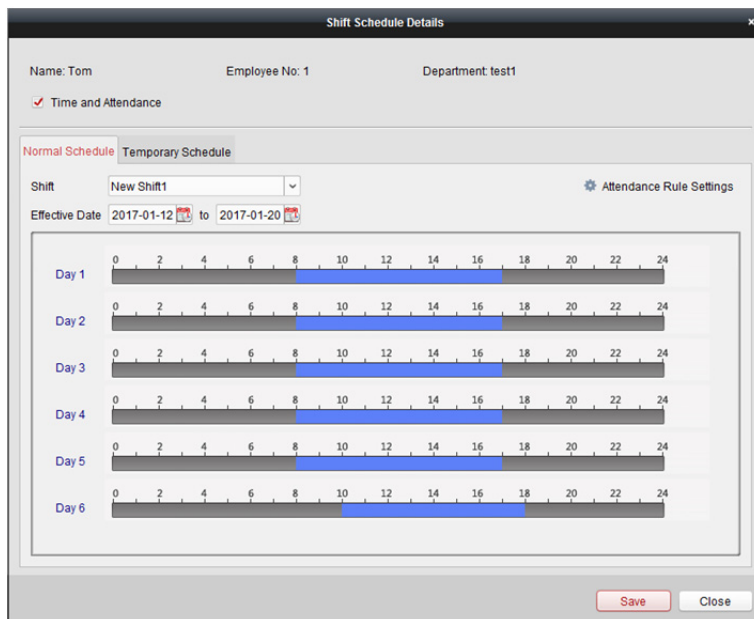 Shift Schedule Details x
Name: Tom Employee No: 1 Department: test1
Time and Attendance
Normal Schedule Temporary Schedule
Shift New Shift1 Attendance Rule Settings
Effective Date 2017-01-12 to 2017-01-20
0 2 4 6 8 10 12 14 16 18 20 22 24
Day 1
0 2 4 6 8 10 12 14 16 18 20 22 24
Day 2
0 2 4 6 8 10 12 14 16 18 20 22 24
Day 3
0 2 4 6 8 10 12 14 16 18 20 22 24
Day 4
0 2 4 6 8 10 12 14 16 18 20 22 24
Day 5
0 2 4 6 8 10 12 14 16 18 20 22 24
Day 6
Save Close